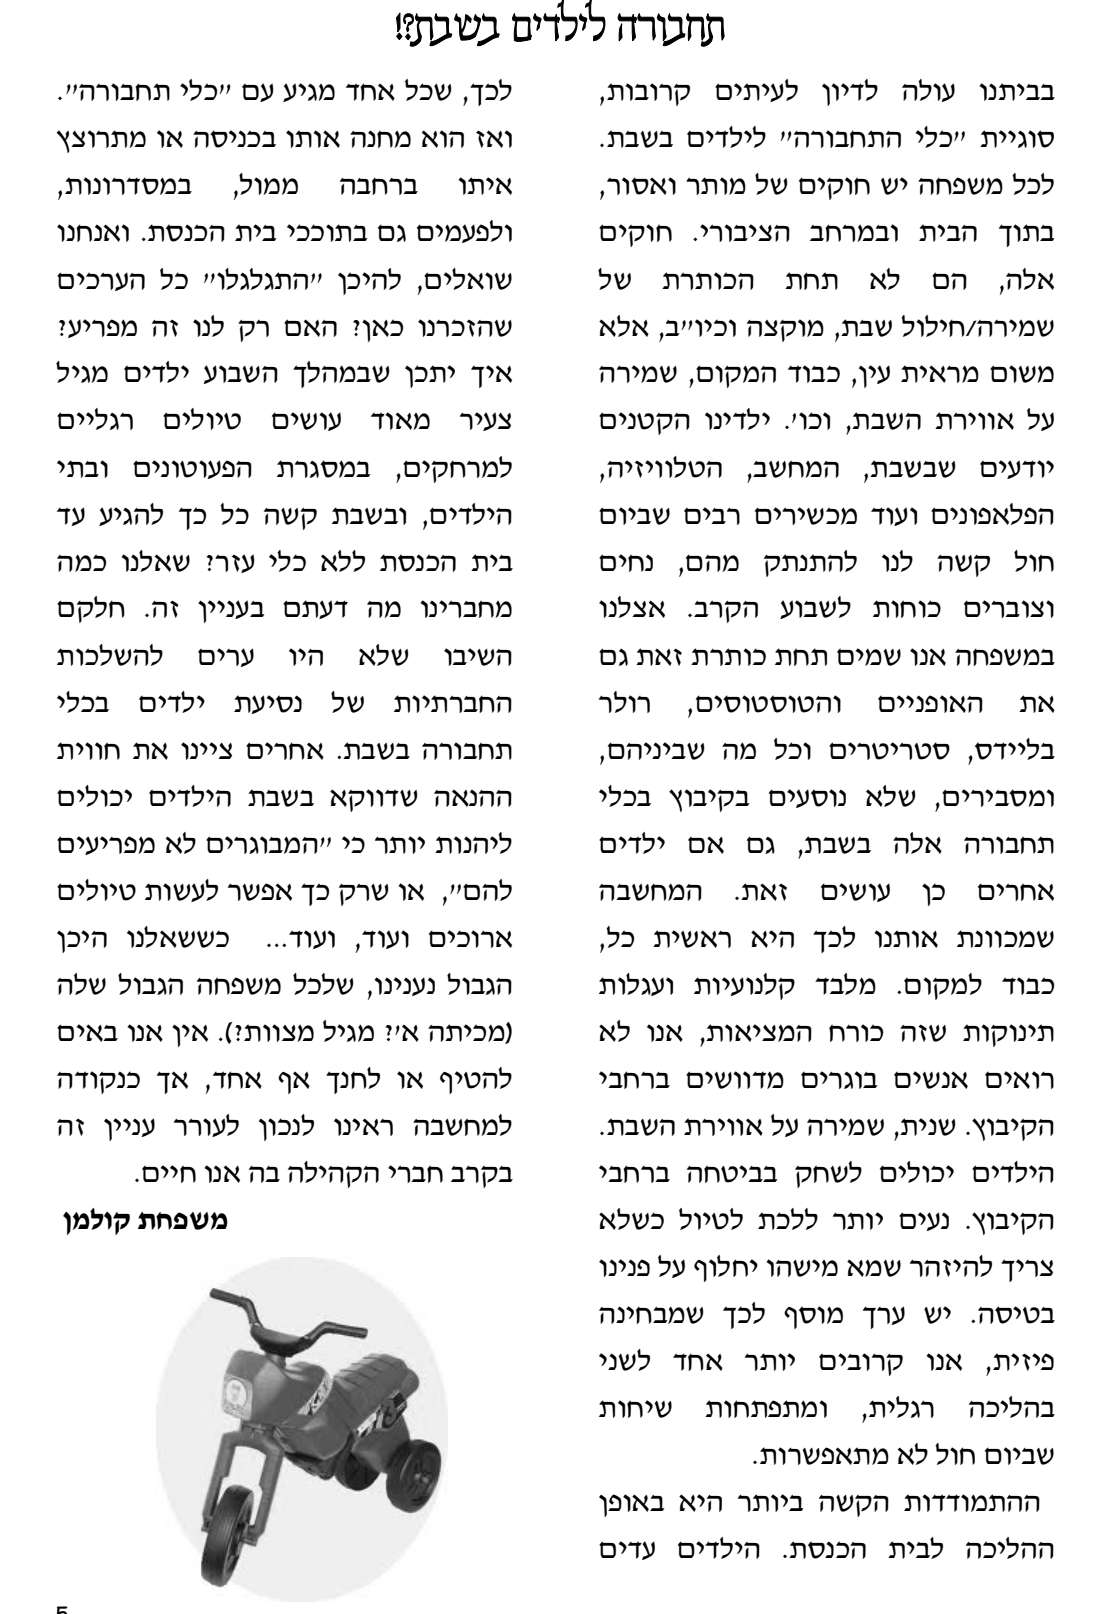 תחבורה לילדים בשבת?!
בביתנו עולה לדיון לעיתים קרובות,
סוגיית ״כלי התחבורה״ לילדים בשבת.
לכל משפחה יש חוקים של מותר ואסור,
בתוך הבית ובמרחב הציבורי. חוקים
אלה, הם לא תחת הכותרת של
שמירה/חילול שבת, מוקצה וכיו״ב, אלא
משום מראית עין, כבוד המקום, שמירה
על אווירת השבת, וכו׳. ילדינו הקטנים
יודעים שבשבת, המחשב, הטלוויזיה,
הפלאפונים ועוד מכשירים רבים שביום
חול קשה לנו להתנתק מהם, נחים
וצוברים כוחות לשבוע הקרב. אצלנו
במשפחה אנו שמים תחת כותרת זאת גם
את האופניים והטוסטוסים, רולר
בליידס, סטריטרים וכל מה שביניהם,
ומסבירים, שלא נוסעים בקיבוץ בכלי
תחבורה אלה בשבת, גם אם ילדים
אחרים כן עושים זאת. המחשבה
שמכוונת אותנו לכך היא ראשית כל,
כבוד למקום. מלבד קלנועיות ועגלות
תינוקות שזה כורח המציאות, אנו לא
רואים אנשים בוגרים מדוושים ברחבי
הקיבוץ. שנית, שמירה על אווירת השבת.
הילדים יכולים לשחק בביטחה ברחבי
הקיבוץ. נעים יותר ללכת לטיול כשלא
צריך להיזהר שמא מישהו יחלוף על פנינו
בטיסה. יש ערך מוסף לכך שמבחינה
פיזית, אנו קרובים יותר אחד לשני
בהליכה רגלית, ומתפתחות שיחות
שביום חול לא מתאפשרות.
ההתמודדות הקשה ביותר היא באופן
ההליכה לבית הכנסת. הילדים עדים
לכך, שכל אחד מגיע עם ״כלי תחבורה״.
ואז הוא מחנה אותו בכניסה או מתרוצץ
איתו ברחבה ממול, במסדרונות,
ולפעמים גם בתוככי בית הכנסת. ואנחנו
שואלים, להיכן ״התגלגלו״ כל הערכים
שהזכרנו כאן? האם רק לנו זה מפריע?
איך יתכן שבמהלך השבוע ילדים מגיל
צעיר מאוד עושים טיולים רגליים
למרחקים, במסגרת הפעוטונים ובתי
הילדים, ובשבת קשה כל כך להגיע עד
בית הכנסת ללא כלי עזר? שאלנו כמה
מחברינו מה דעתם בעניין זה. חלקם
השיבו שלא היו ערים להשלכות
החברתיות של נסיעת ילדים בכלי
תחבורה בשבת. אחרים ציינו את חווית
ההנאה שדווקא בשבת הילדים יכולים
ליהנות יותר כי ״המבוגרים לא מפריעים
להם״, או שרק כך אפשר לעשות טיולים
ארוכים ועוד, ועוד... כששאלנו היכן
הגבול נענינו, שלכל משפחה הגבול שלה
(מכיתה א׳? מגיל מצוות?). אין אנו באים
להטיף או לחנך אף אחד, אך כנקודה
למחשבה ראינו לנכון לעורר עניין זה
בקרב חברי הקהילה בה אנו חיים.
משפחת קולמן
5